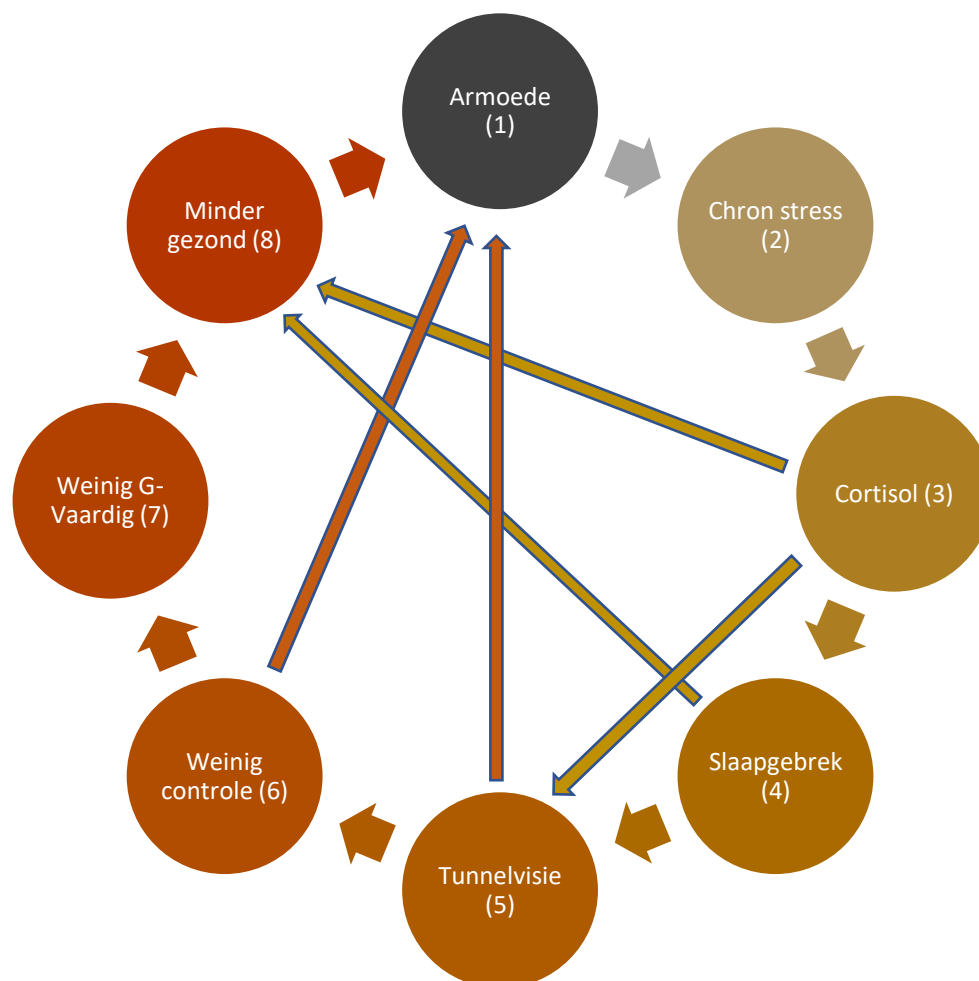 Armoede
(1)
Chron stress
(2)
Cortisol (3)
Slaapgebrek
(4)
Tunnelvisie
(5)
Weinig
controle (6)
Weinig G-
Vaardig (7)
Minder
gezond (8)